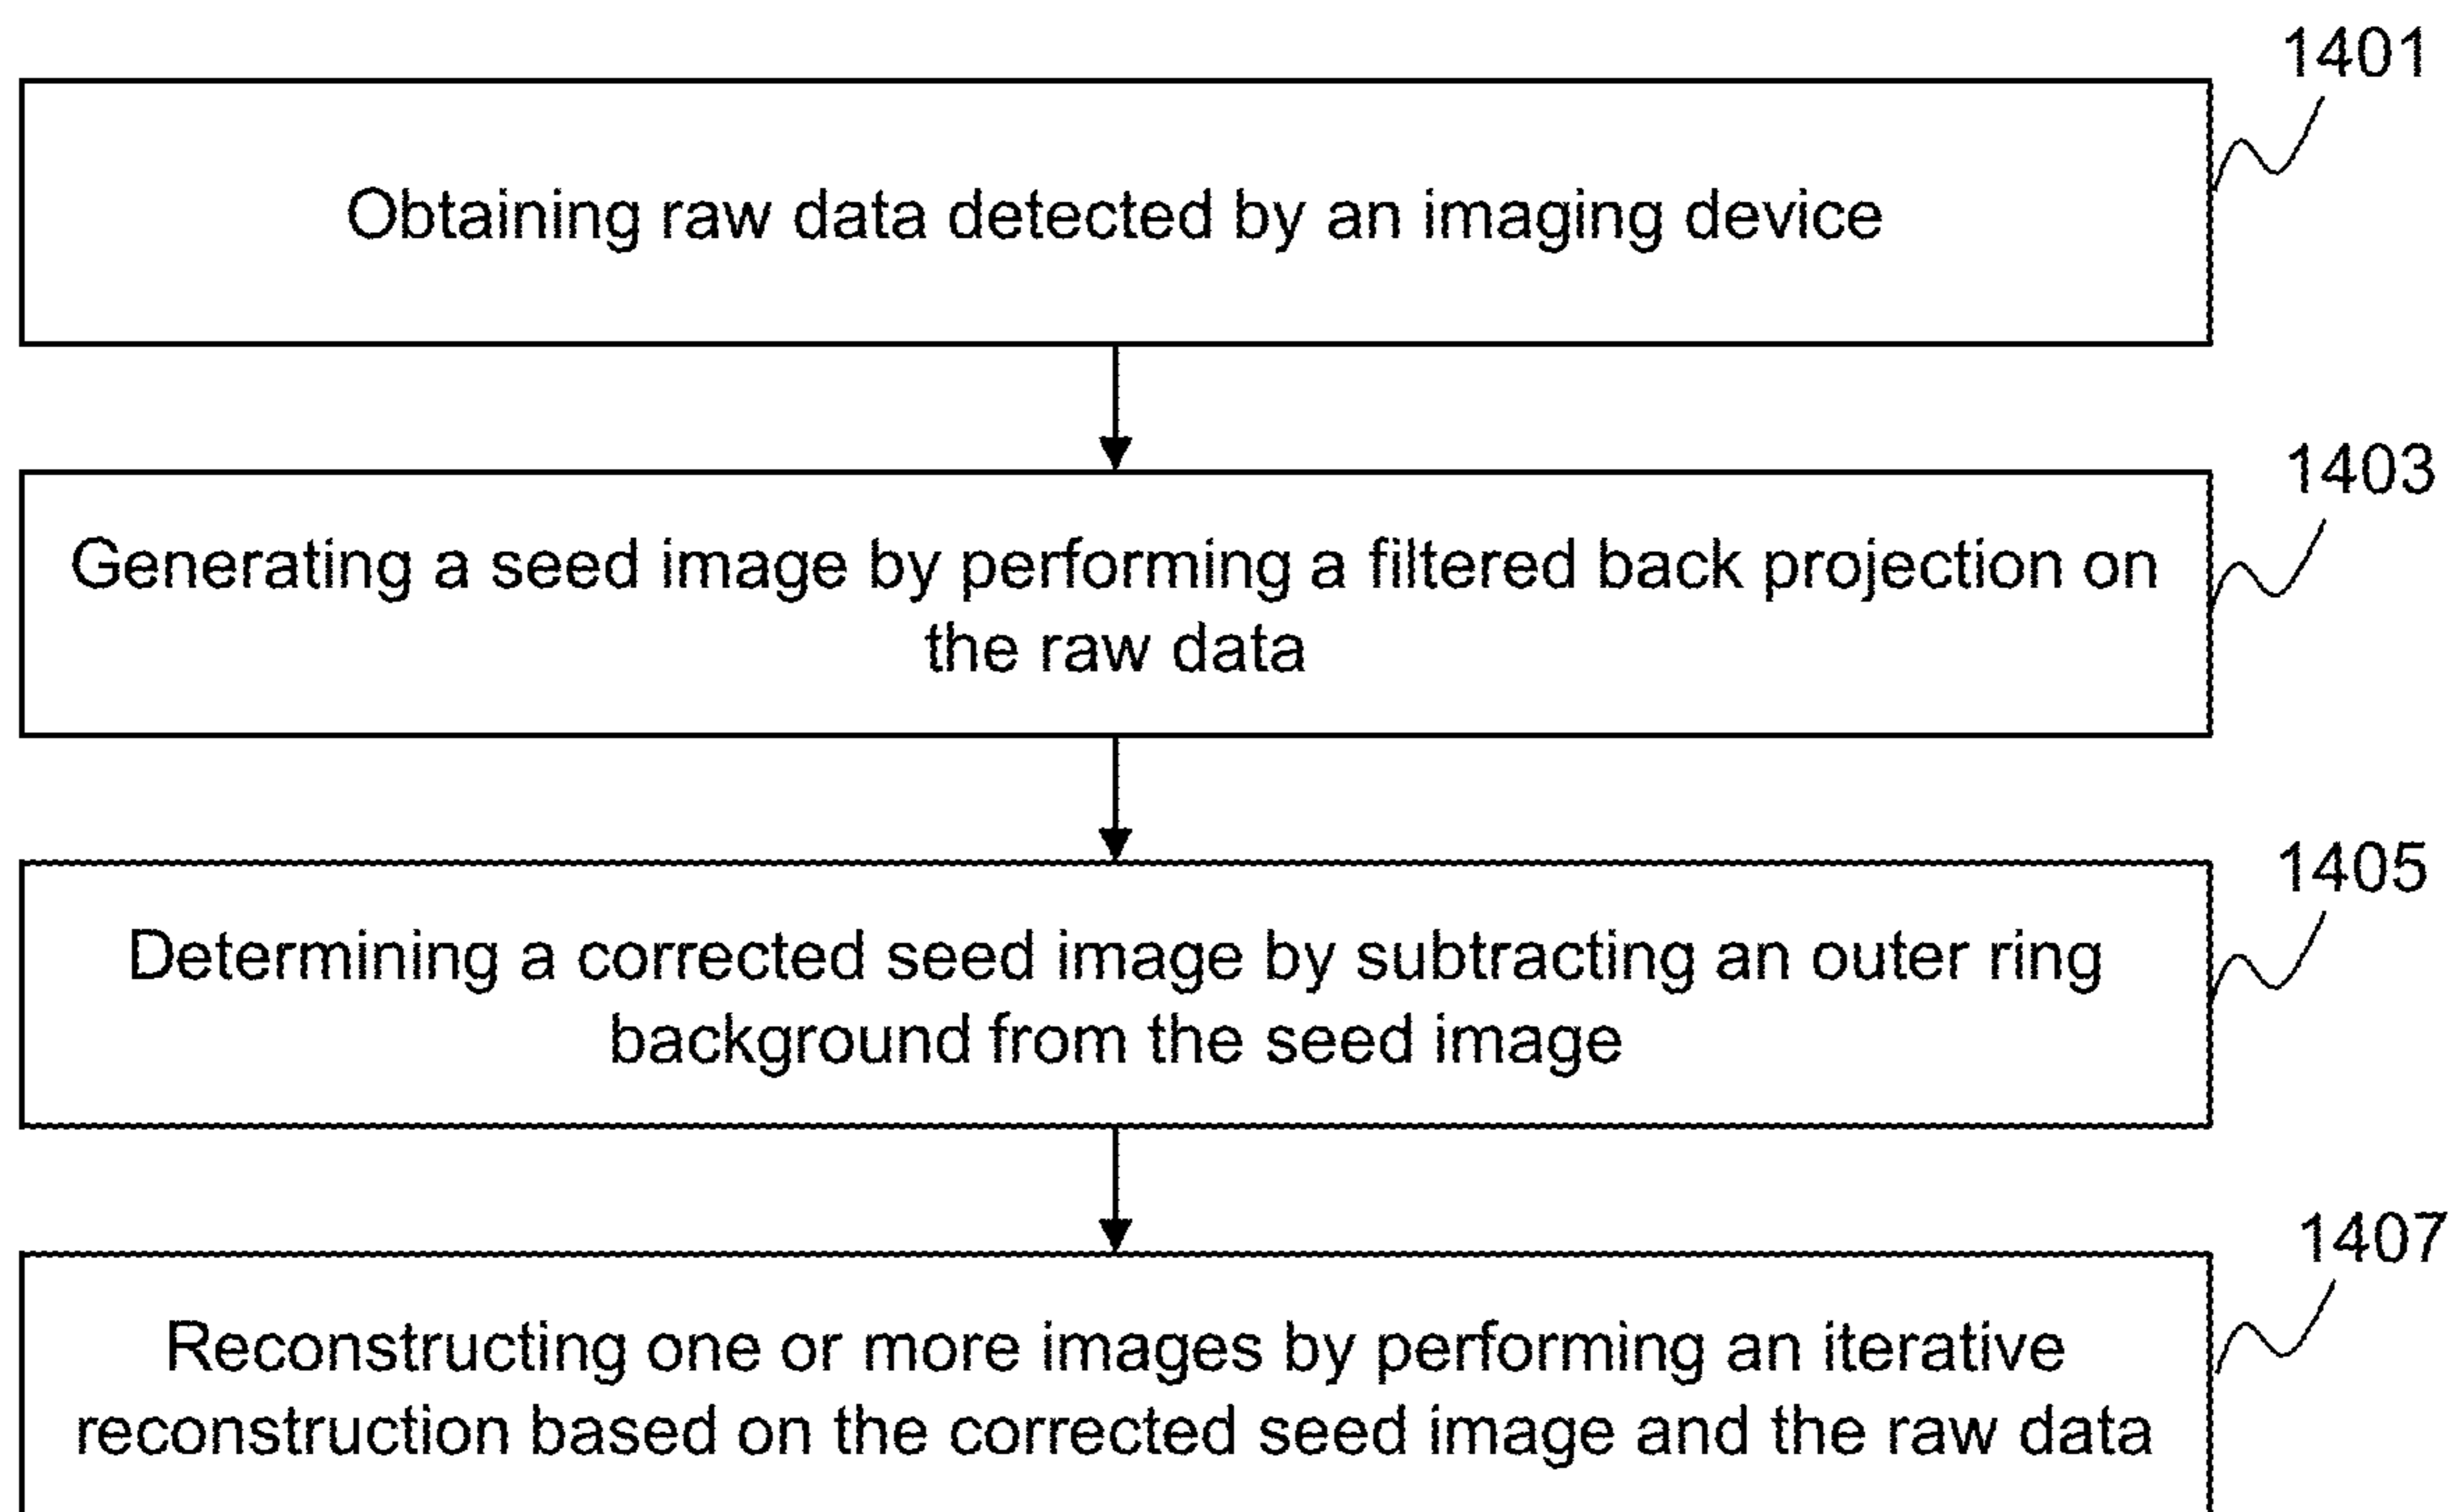 1401
Obtaining raw data detected by an imaging device
1403
Generating a seed image by performing a filtered back projection on
the raw data
1405
Determining a corrected seed image by subtracting an outer ring
background from the seed image
1407
Reconstructing one or more images by performing an iterative
reconstruction based on the corrected seed image and the raw data